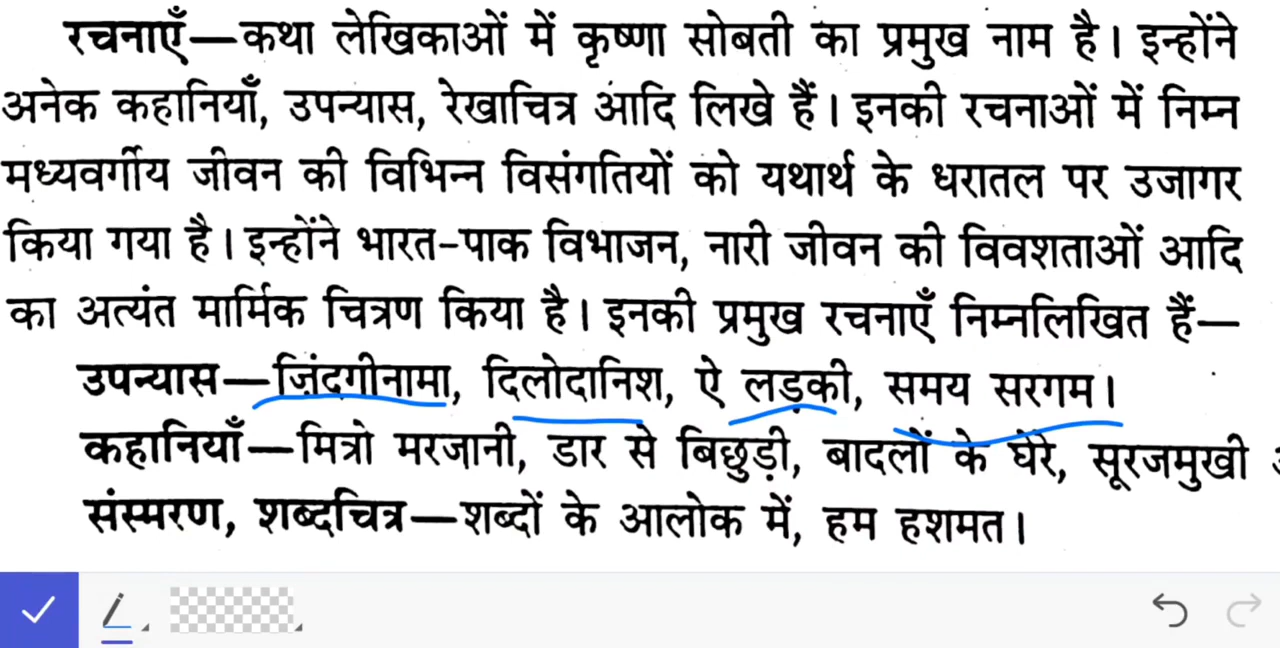 रचनाएँ—कथा लेखिकाओं में कृष्णा सोबती का प्रमुख नाम है। इन्होंने
अनेक कहानियाँ, उपन्यास, रेखाचित्र आदि लिखे हैं। इनकी रचनाओं में निम्न
मध्यवर्गीय जीवन की विभिन्न विसंगतियों को यथार्थ के धरातल पर उजागर
किया गया है। इन्होंने भारत-पाक विभाजन, नारी जीवन की विवशताओं आदि
का अत्यंत मार्मिक चित्रण किया है। इनकी प्रमुख रचनाएँ निम्नलिखित हैं—
उपन्यास—ज़िंदगीनामा, दिलोदानिश, ऐ लड़की, समय सरगम।
कहानियाँ—मित्रो मरजानी, डार से बिछुड़ी, बादलों के घेरे, सूरजमुखी
संस्मरण, शब्दचित्र—शब्दों के आलोक में, हम हशमत।